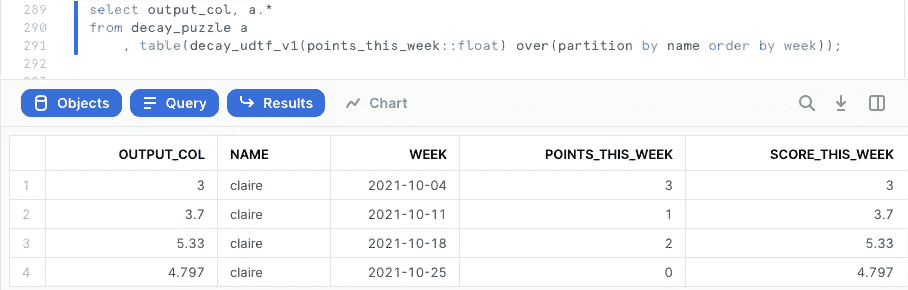 289 select output_col, a.*
290 from decay_puzzle a
291 , table(decay_udtf_v1(points_this_week::float) over(partition by name order by week));
292
Objects Query Results Chart
OUTPUT_COL NAME WEEK POINTS_THIS_WEEK SCORE_THIS_WEEK
1 3 claire 2021-10-04 3 3
2 3.7 claire 2021-10-11 1 3.7
3 5.33 claire 2021-10-18 2 5.33
4 4.797 claire 2021-10-25 0 4.797